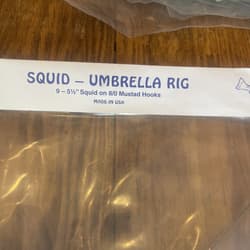 SQUID – UMBRELLA RIG
9 – 5½" Squid on 8/0 Mustad Hooks
MADE IN USA